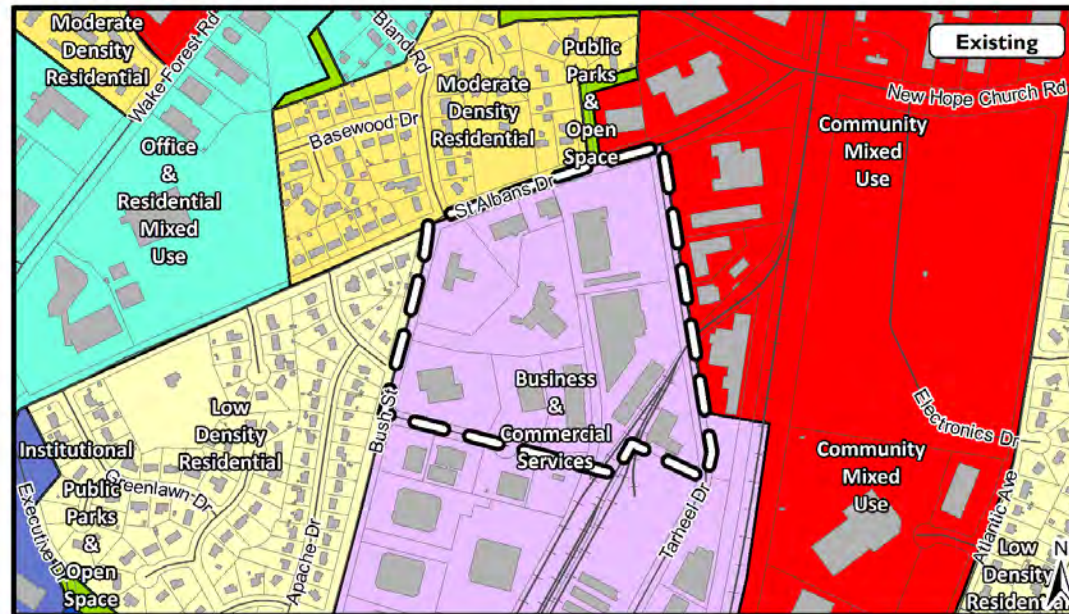 Moderate
Density
Residential
Wake Forest Rd
Bland Rd
Public
Parks
&
Open
Space
Existing
Moderate
Density
Residential
Basewood Dr
New Hope Church Rd
Community
Mixed
Use
Office
&
Residential
Mixed
Use
St Albans Dr
Business
&
Commercial
Services
Bush St
Low
Density
Residential
Electronics Dr
Institutional
Greenlawn Dr
Public
Parks
&
Open
Space
Executive Dr
Apache Dr
Tarheel Dr
Community
Mixed
Use
Atlantic Ave
Low
Density
Residential
N